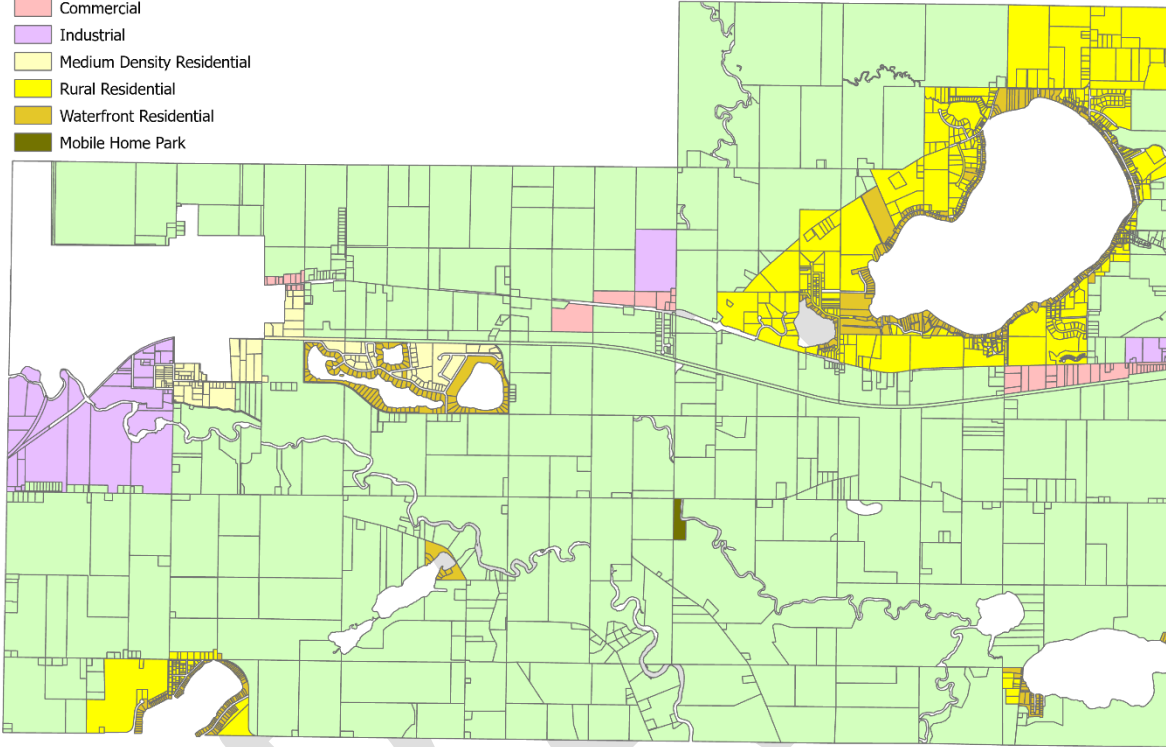 Commercial
Industrial
Medium Density Residential
Rural Residential
Waterfront Residential
Mobile Home Park